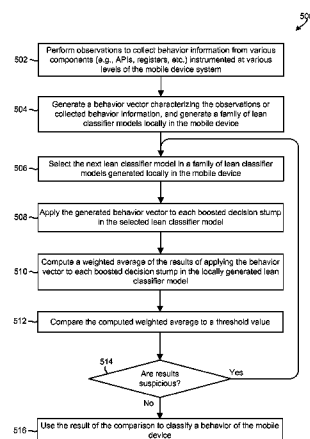 500
502
Perform observations to collect behavior information from various
components (e.g., APIs, registers, etc.) instrumented at various
levels of the mobile device system
504
Generate a behavior vector characterizing the observations or
collected behavior information, and generate a family of lean
classifier models locally in the mobile device
506
Select the next lean classifier model in a family of lean classifier
models generated locally in the mobile device
508
Apply the generated behavior vector to each boosted decision stump
in the selected lean classifier model
510
Compute a weighted average of the results of applying the behavior
vector to each boosted decision stump in the locally generated lean
classifier model
512
Compare the computed weighted average to a threshold value
514
Are results
suspicious?
Yes
No
516
Use the result of the comparison to classify a behavior of the mobile
device